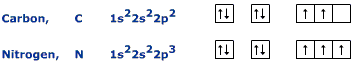 Carbon, C 1s²2s²2p² ↑↓ ↑↓ ↑ ↑
Nitrogen, N 1s²2s²2p³ ↑↓ ↑↓ ↑ ↑ ↑